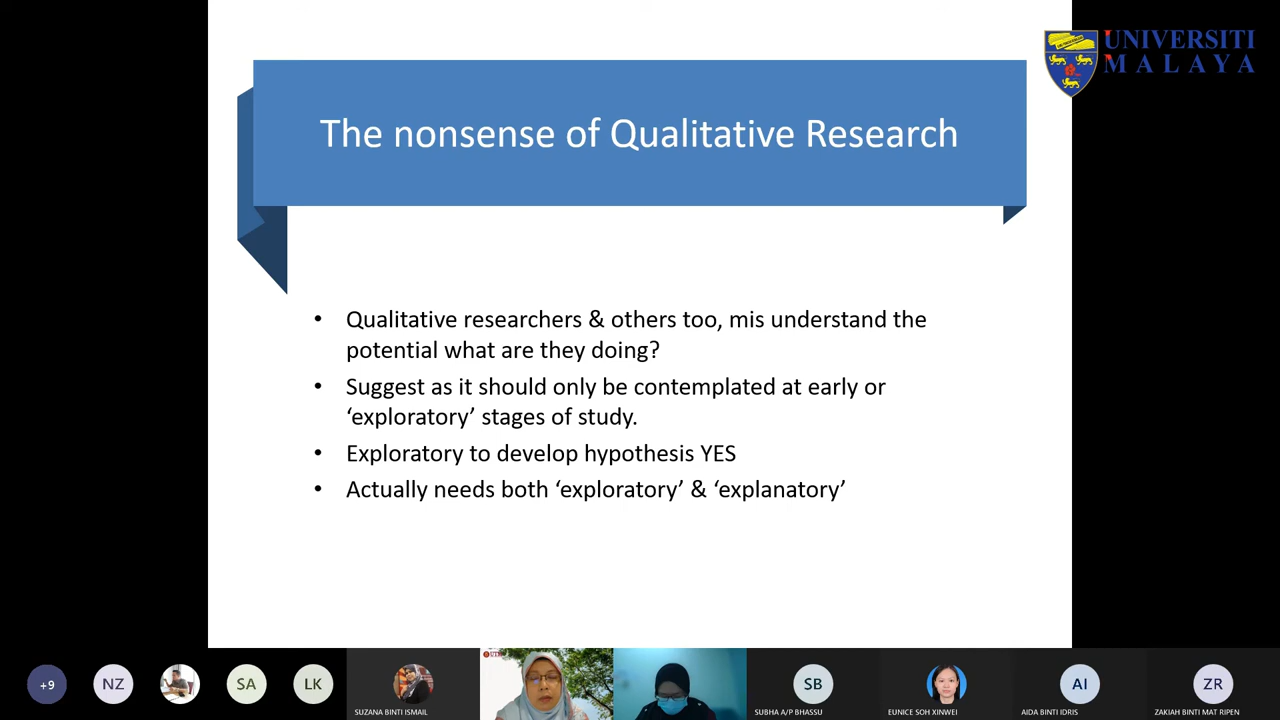 UNIVERSITI
MALAYA
The nonsense of Qualitative Research
• Qualitative researchers & others too, mis understand the
potential what are they doing?
• Suggest as it should only be contemplated at early or
‘exploratory’ stages of study.
• Exploratory to develop hypothesis YES
• Actually needs both ‘exploratory’ & ‘explanatory’
+9
NZ
SA
LK
SUZANA BINTI ISMAIL
SB
SUBHA A/P BHASSU
EUNICE SOH XINWEI
AI
AIDA BINTI IDRIS
ZR
ZAKIAH BINTI MAT RIPEN